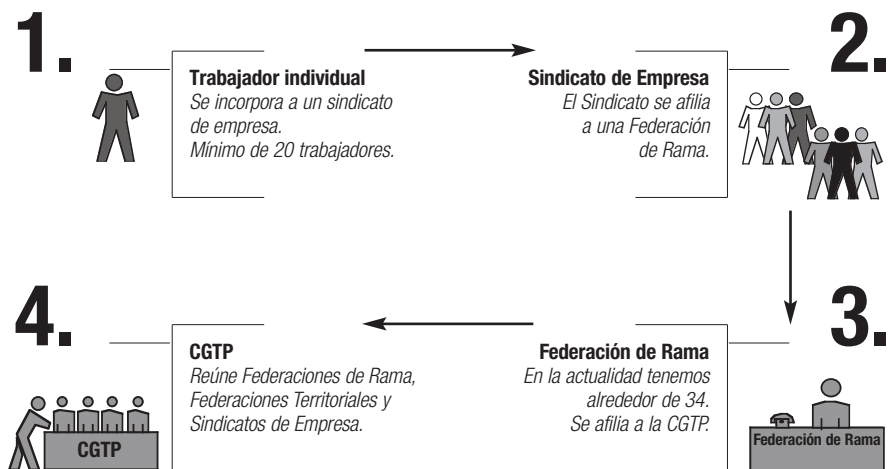 1.
Trabajador individual
Se incorpora a un sindicato
de empresa.
Mínimo de 20 trabajadores.
2.
Sindicato de Empresa
El Sindicato se afilia
a una Federación
de Rama.
3.
Federación de Rama
En la actualidad tenemos
alrededor de 34.
Se afilia a la CGTP.
Federación de Rama
4.
CGTP
Reúne Federaciones de Rama,
Federaciones Territoriales y
Sindicatos de Empresa.
CGTP